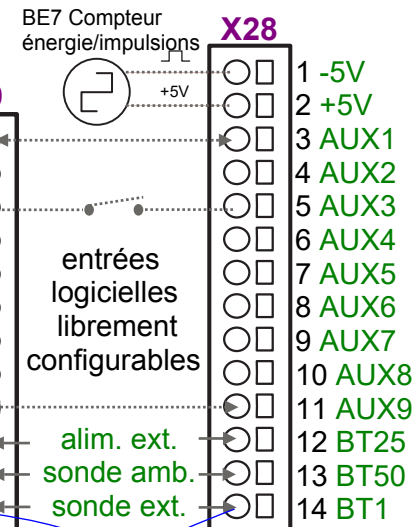 BE7 Compteur
énergie/impulsions
X28
+5V
1 -5V
2 +5V
3 AUX1
4 AUX2
5 AUX3
6 AUX4
7 AUX5
8 AUX6
9 AUX7
10 AUX8
11 AUX9
12 BT25
13 BT50
14 BT1
entrées
logicielles
librement
configurables
alim. ext.
sonde amb.
sonde ext.